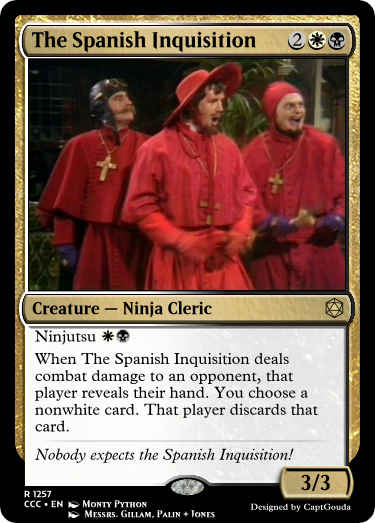 The Spanish Inquisition 2
Creature — Ninja Cleric
Ninjutsu
When The Spanish Inquisition deals
combat damage to an opponent, that
player reveals their hand. You choose a
nonwhite card. That player discards that
card.
Nobody expects the Spanish Inquisition!
3/3
R 1257
CCC • EN Monty Python
Messrs. Gillam, Palin + Jones
Designed by CaptGouda